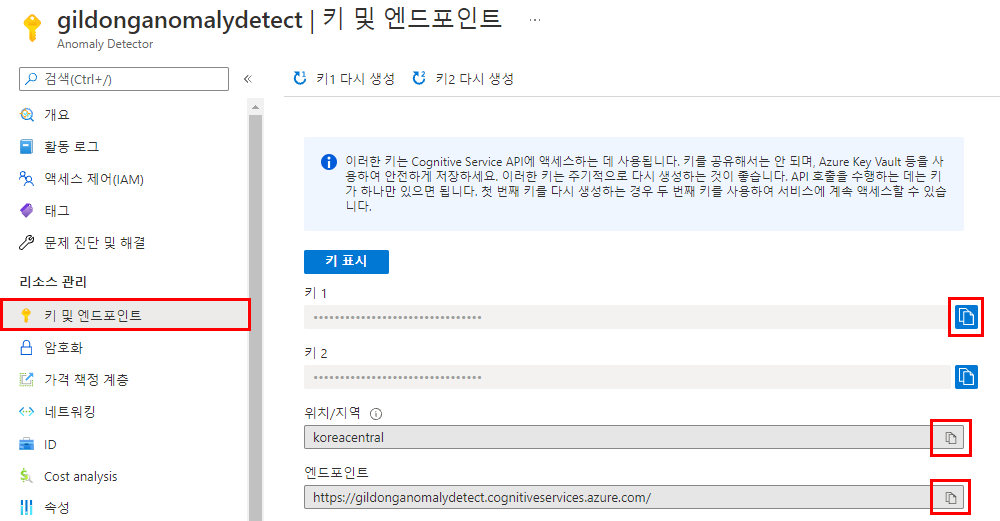 gildonganomalydetect | 키 및 엔드포인트 ...
Anomaly Detector
검색(Ctrl+/) «
개요
활동 로그
액세스 제어(IAM)
태그
문제 진단 및 해결
리소스 관리
키 및 엔드포인트
암호화
가격 책정 계층
네트워킹
ID
Cost analysis
속성
키1 다시 생성 키2 다시 생성
이러한 키는 Cognitive Service API에 액세스하는 데 사용됩니다. 키를 공유해서는 안 되며, Azure Key Vault 등을 사
용하여 안전하게 저장하세요. 이러한 키는 주기적으로 다시 생성하는 것이 좋습니다. API 호출을 수행하는 데는 키
가 하나만 있으면 됩니다. 첫 번째 키를 다시 생성하는 경우 두 번째 키를 사용하여 서비스에 계속 액세스할 수 있습
니다.
키 표시
키 1
••••••••••••••••••••••••••••••••
키 2
••••••••••••••••••••••••••••••••
위치/지역
koreacentral
엔드포인트
https://gildonganomalydetect.cognitiveservices.azure.com/